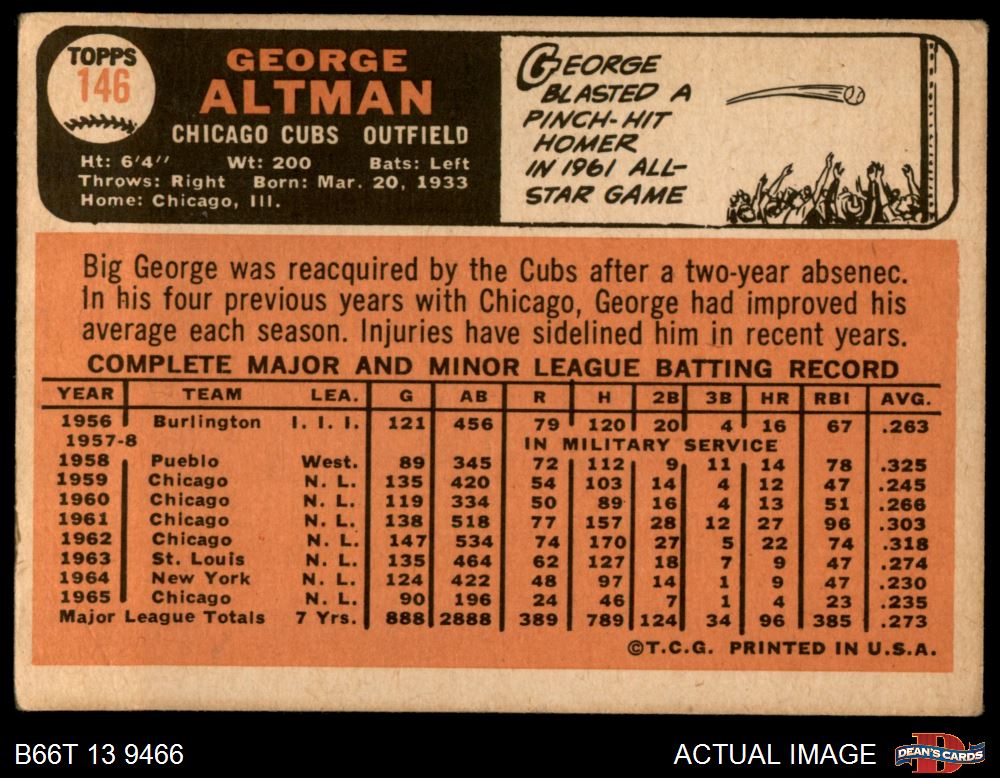 TOPPS
146
GEORGE
ALTMAN
CHICAGO CUBS OUTFIELD
Ht: 6'4" Wt: 200 Bats: Left
Throws: Right Born: Mar. 20, 1933
Home: Chicago, Ill.
GEORGE
BLASTED A
PINCH-HIT
HOMER
IN 1961 ALL-
STAR GAME
Big George was reacquired by the Cubs after a two-year absenec.
In his four previous years with Chicago, George had improved his
average each season. Injuries have sidelined him in recent years.
COMPLETE MAJOR AND MINOR LEAGUE BATTING RECORD
YEAR TEAM LEA. G AB R H 2B 3B HR RBI AVG.
1956 Burlington I. I. I. 121 456 79 120 20 4 16 67 .263
1957-8 IN MILITARY SERVICE
1958 Pueblo West. 89 345 72 112 9 11 14 78 .325
1959 Chicago N. L. 135 420 54 103 14 4 12 47 .245
1960 Chicago N. L. 119 334 50 89 16 4 13 51 .266
1961 Chicago N. L. 138 518 77 157 28 12 27 96 .303
1962 Chicago N. L. 147 534 74 170 27 5 22 74 .318
1963 St. Louis N. L. 135 464 62 127 18 7 9 47 .274
1964 New York N. L. 124 422 48 97 14 1 9 47 .230
1965 Chicago N. L. 90 196 24 46 7 1 4 23 .235
Major League Totals 7 Yrs. 888 2888 389 789 124 34 96 385 .273
©T.C.G. PRINTED IN U.S.A.
B66T 13 9466
ACTUAL IMAGE
D
DEAN'S CARDS